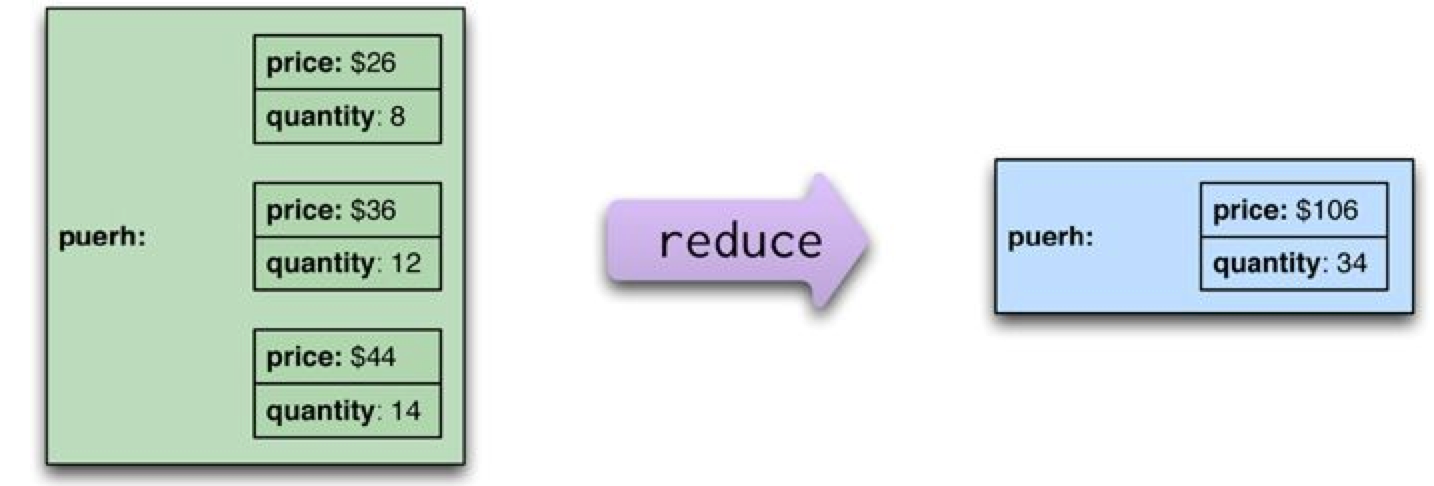 price: $26
quantity: 8
puerh:
price: $36
quantity: 12
price: $44
quantity: 14
reduce
puerh:
price: $106
quantity: 34